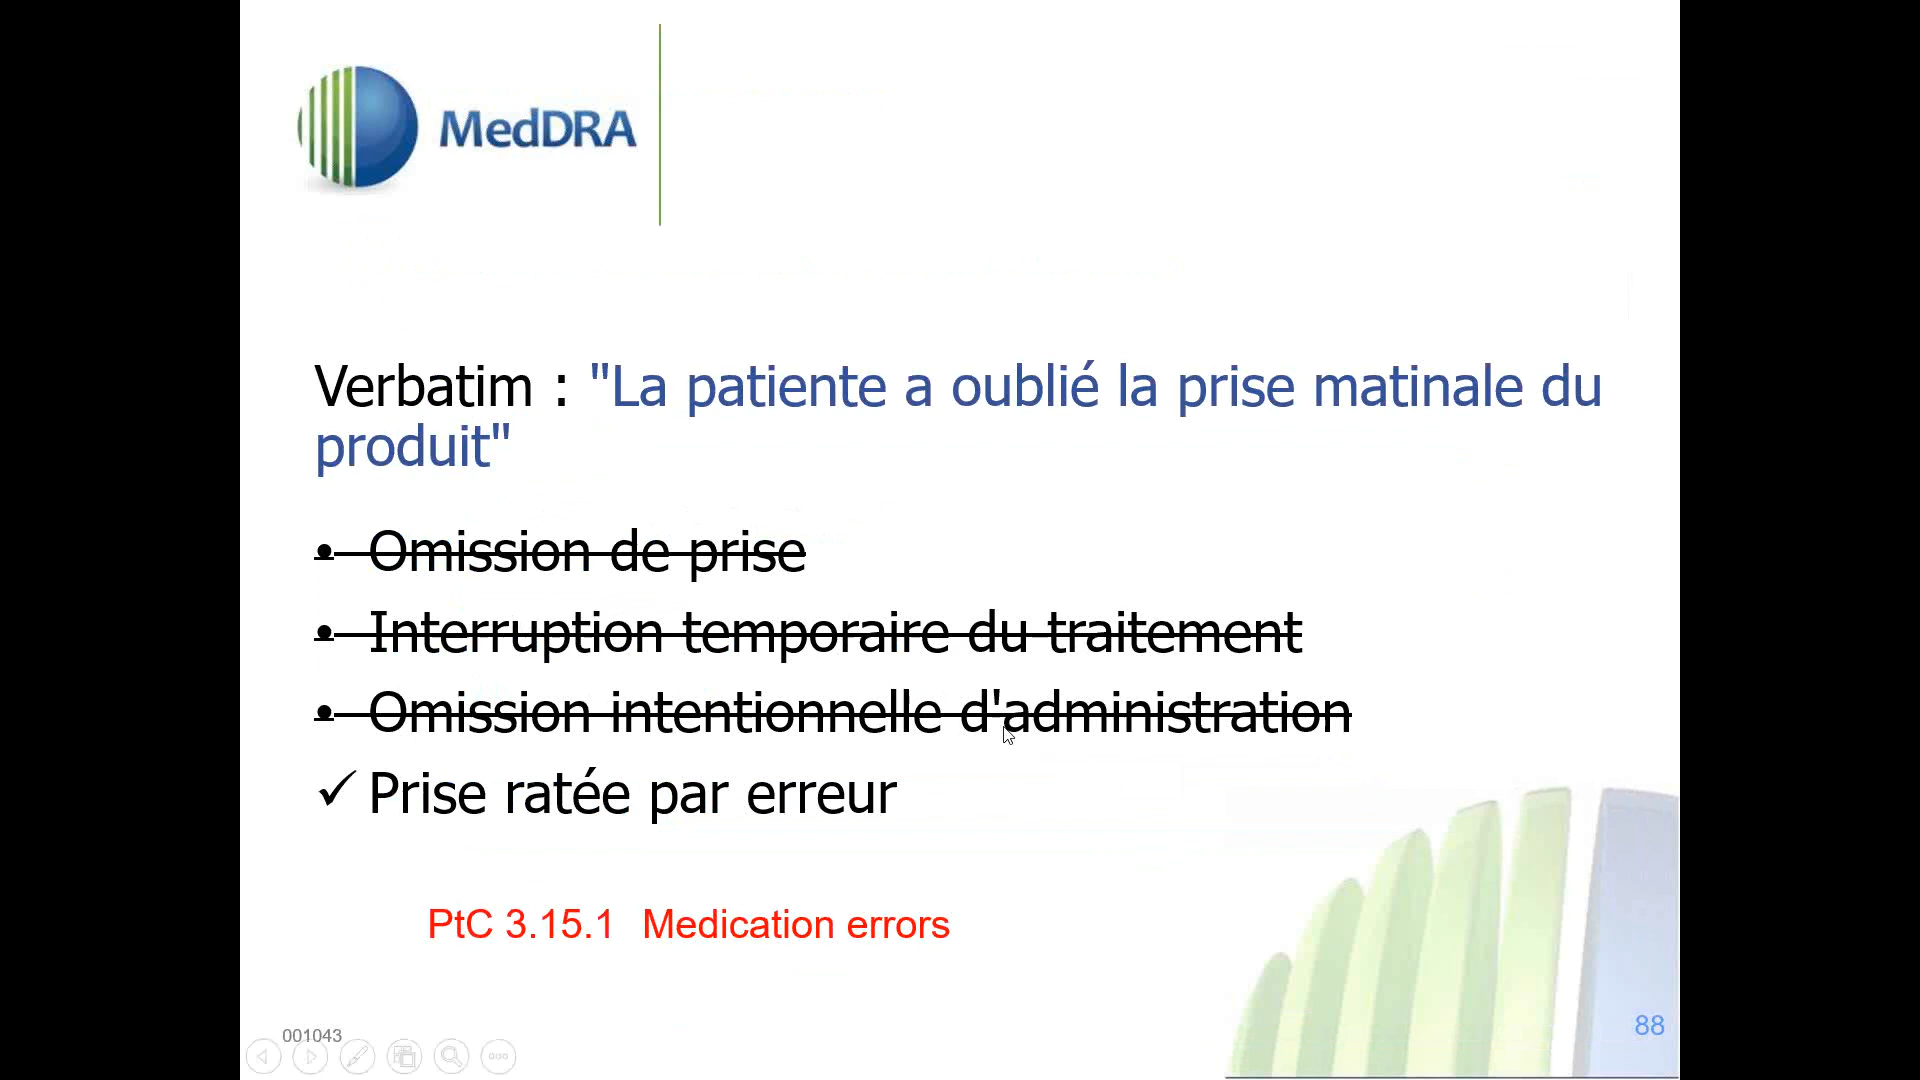 MedDRA
Verbatim : "La patiente a oublié la prise matinale du
produit"
• Omission de prise
• Interruption temporaire du traitement
• Omission intentionnelle d'administration
✓ Prise ratée par erreur
PtC 3.15.1 Medication errors
001043
88